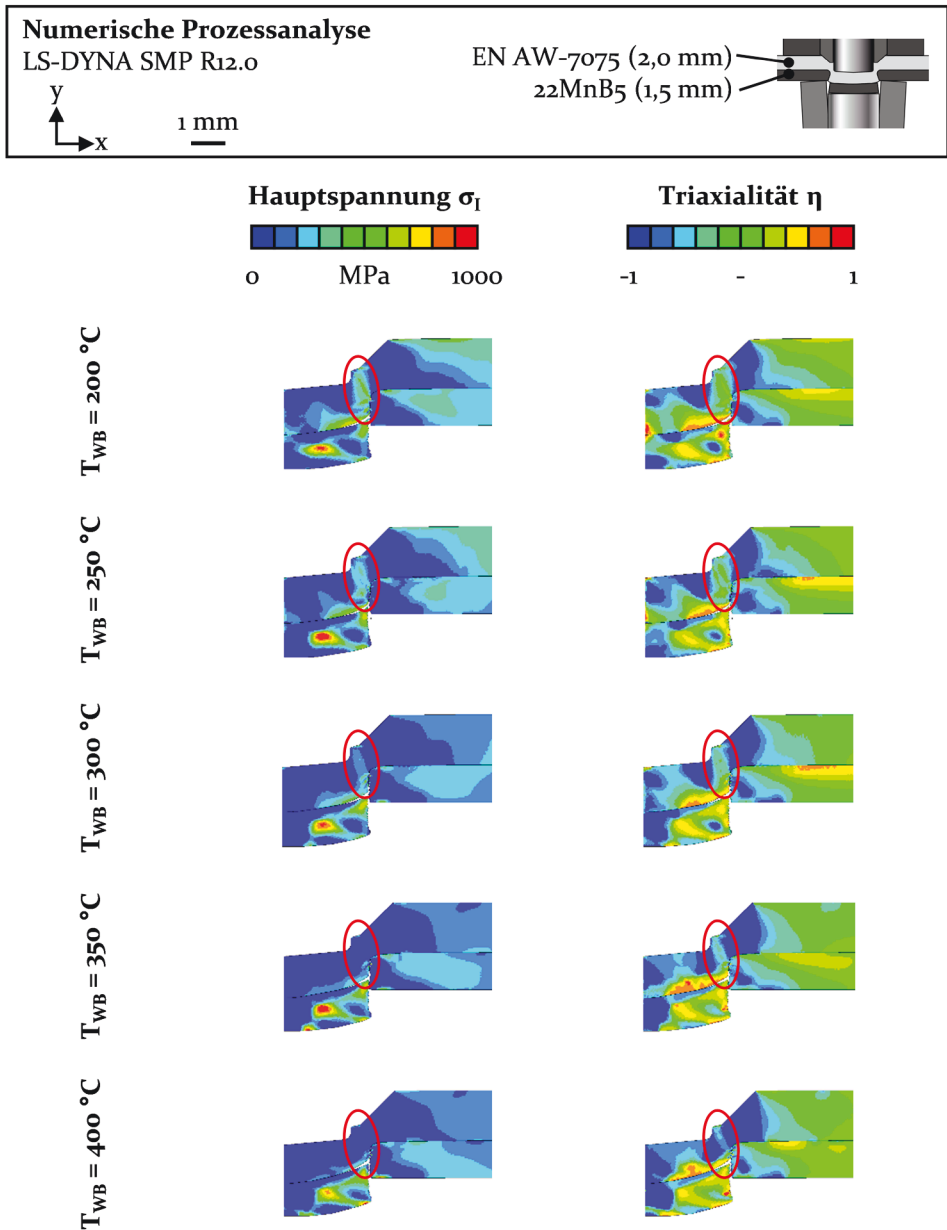 Numerische Prozessanalyse
LS-DYNA SMP R12.0
y
x
1 mm
EN AW-7075 (2,0 mm)
22MnB5 (1,5 mm)
Hauptspannung σI
0 MPa 1000
Triaxialität η
-1 - 1
TWB = 200 °C
TWB = 250 °C
TWB = 300 °C
TWB = 350 °C
TWB = 400 °C